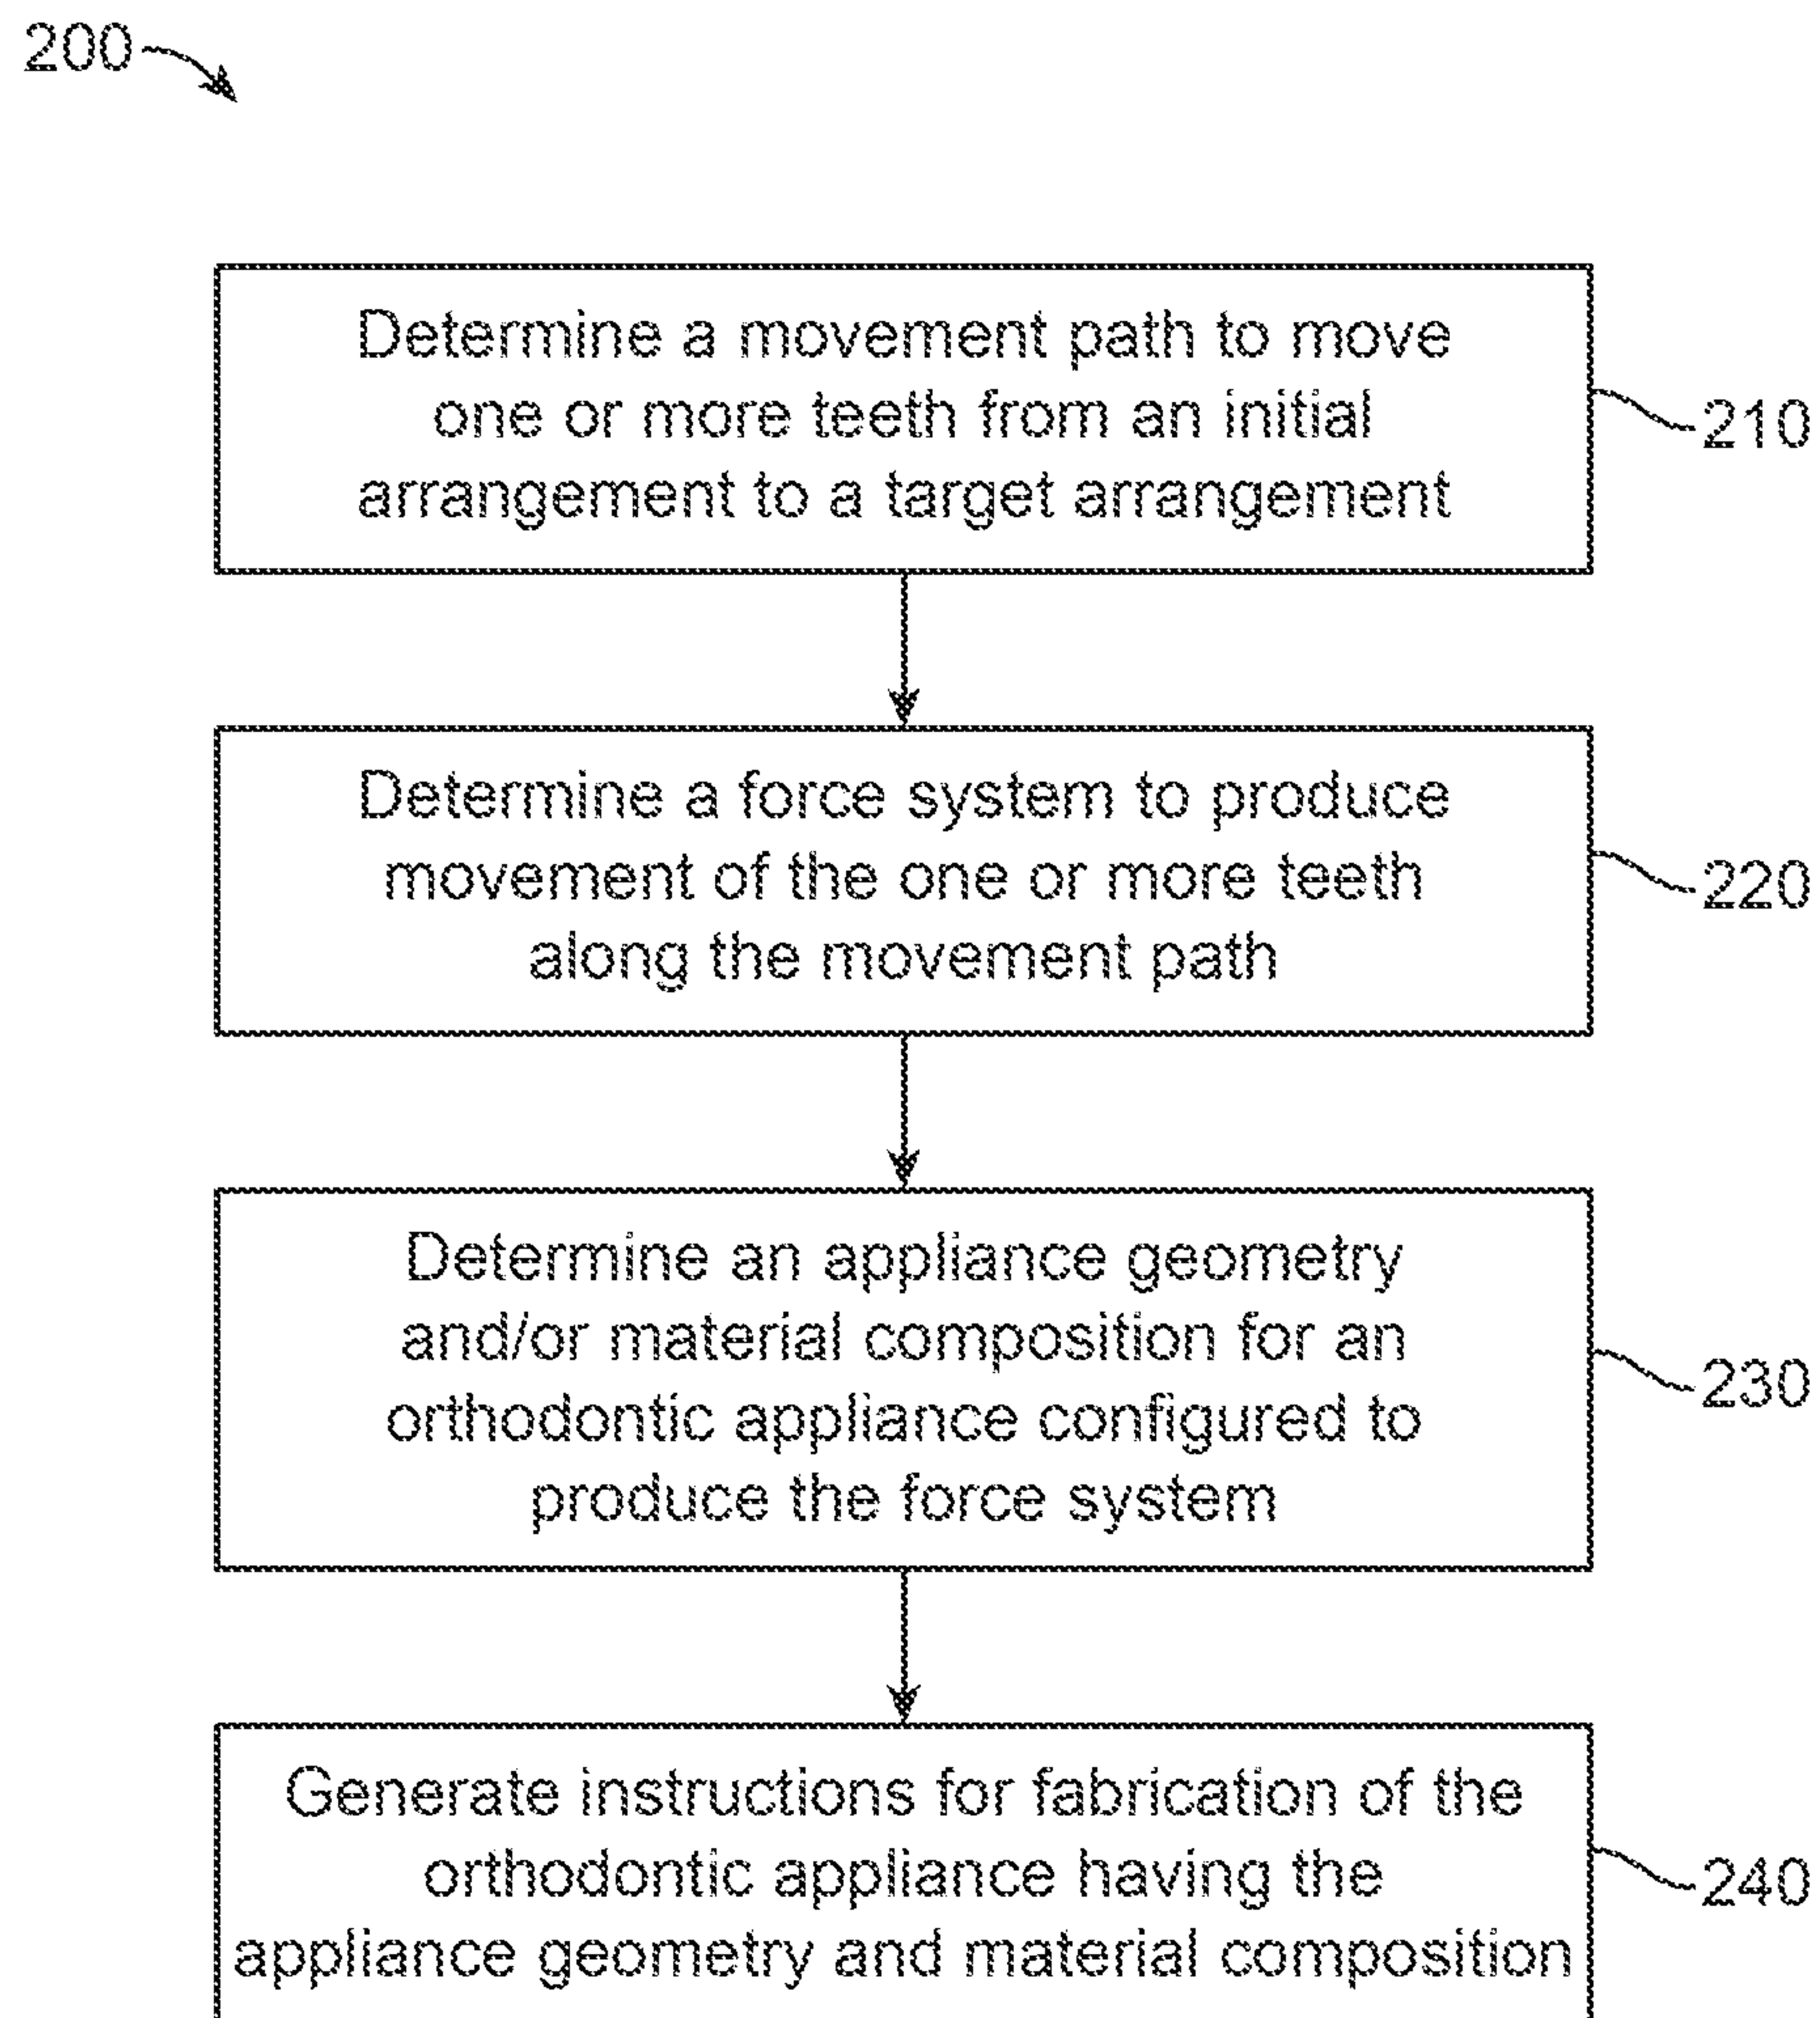 200
Determine a movement path to move
one or more teeth from an initial
arrangement to a target arrangement
210
Determine a force system to produce
movement of the one or more teeth
along the movement path
220
Determine an appliance geometry
and/or material composition for an
orthodontic appliance configured to
produce the force system
230
Generate instructions for fabrication of the
orthodontic appliance having the
appliance geometry and material composition
240